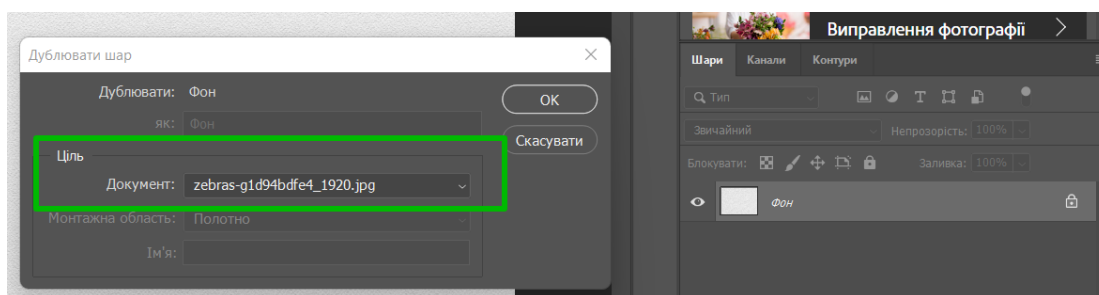 Дублювати шар
Дублювати: Фон
як: Фон
Ціль
Документ: zebras-g1d94bdfe4_1920.jpg
Монтажна область: Полотно
Ім'я:
ОК
Скасувати
Виправлення фотографії
Шари Канали Контури
Тип
Звичайний Непрозорість: 100%
Блокувати: Заливка: 100%
Фон